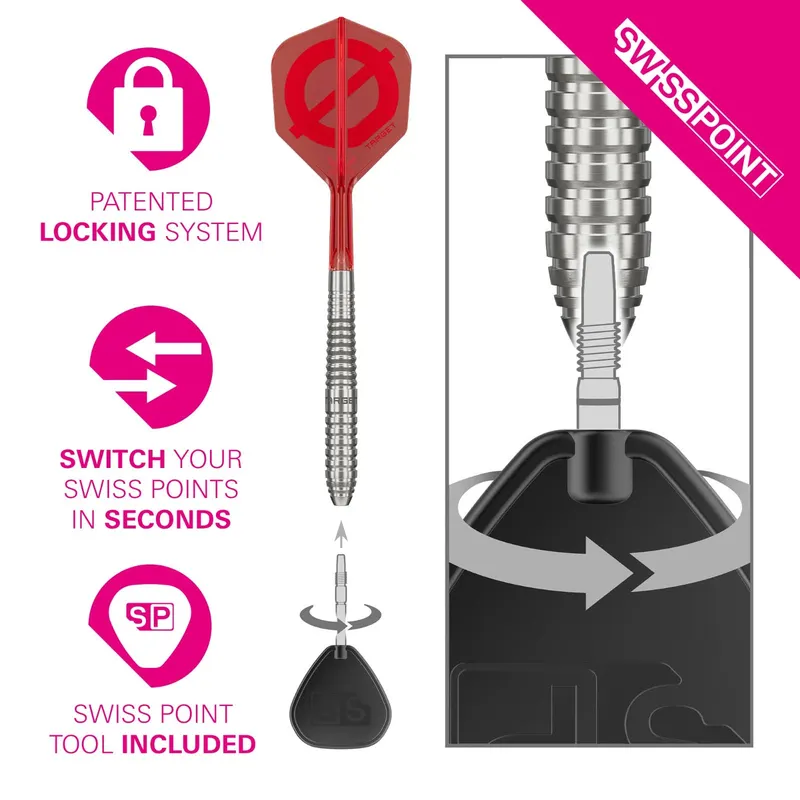 SWISSPOINT
PATENTED
LOCKING SYSTEM
TARGET
TARGET
SWITCH YOUR
SWISS POINTS
IN SECONDS
SP
SWISS POINT
TOOL INCLUDED